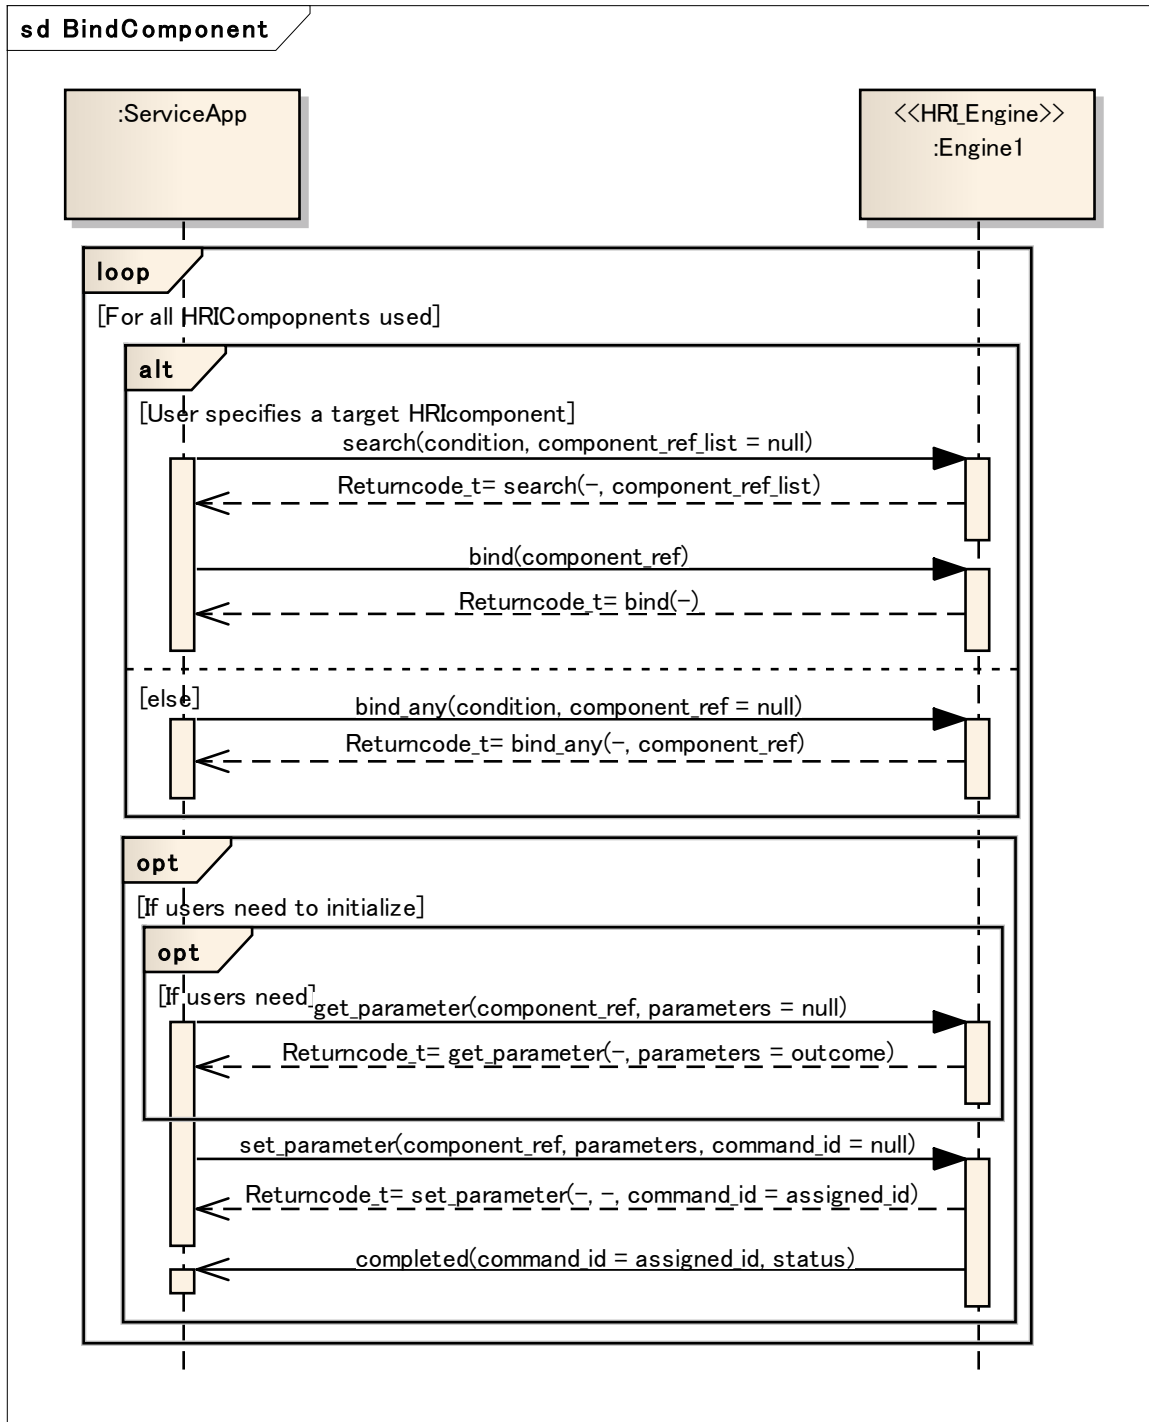 sd BindComponent
:ServiceApp
<<HRI_Engine>>
:Engine1
loop
[For all HRICompopnents used]
alt
[User specifies a target HRIcomponent]
search(condition, component_ref_list = null)
Returncode_t= search(-, component_ref_list)
bind(component_ref)
Returncode_t= bind(-)
[else]
bind_any(condition, component_ref = null)
Returncode_t= bind_any(-, component_ref)
opt
[If users need to initialize]
opt
[If users need]
get_parameter(component_ref, parameters = null)
Returncode_t= get_parameter(-, parameters = outcome)
set_parameter(component_ref, parameters, command_id = null)
Returncode_t= set_parameter(-, -, command_id = assigned_id)
completed(command_id = assigned_id, status)